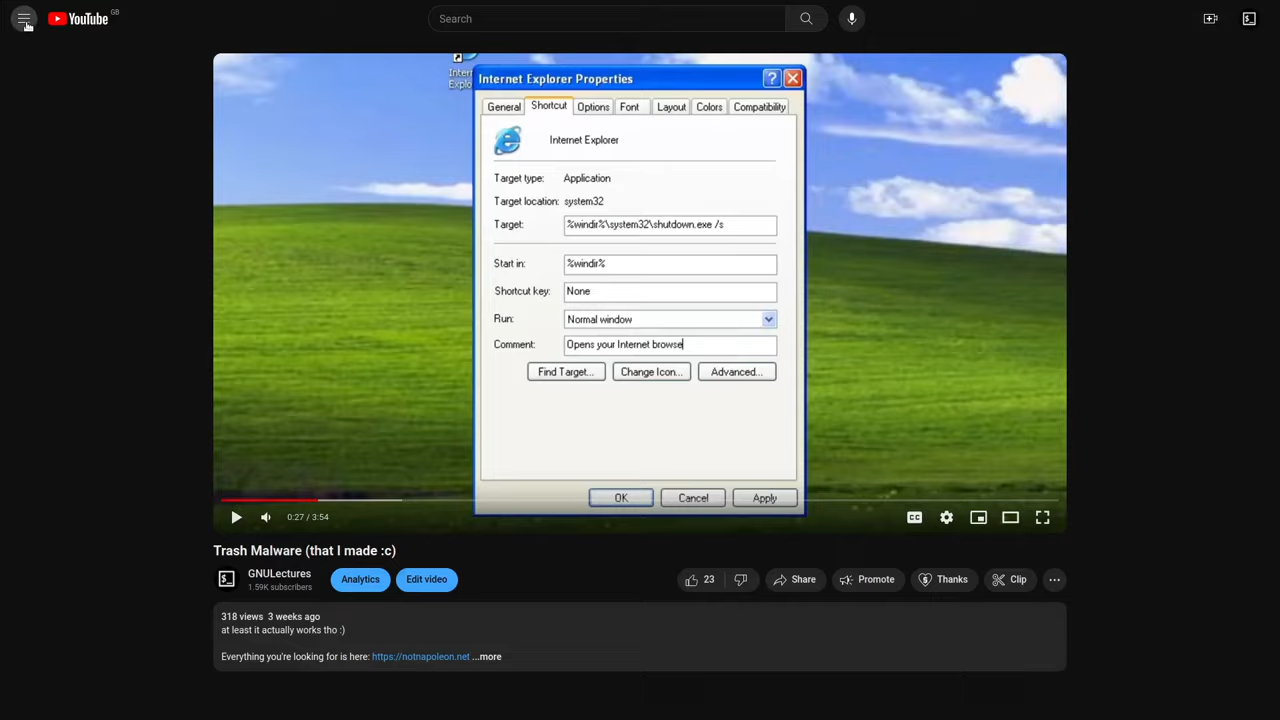 YouTube GB
Search
Internet Explorer Properties
General Shortcut Options Font Layout Colors Compatibility
Internet Explorer
Target type: Application
Target location: system32
Target: %windir%\system32\shutdown.exe /s
Start in: %windir%
Shortcut key: None
Run: Normal window
Comment: Opens your Internet browse
Find Target... Change Icon... Advanced...
OK Cancel Apply
0:27 / 3:54
CC
Trash Malware (that I made :c)
GNULectures
1.59K subscribers
Analytics Edit video
23 Share Promote Thanks Clip
318 views 3 weeks ago
at least it actually works tho :)
Everything you're looking for is here: https://notnapoleon.net ...more